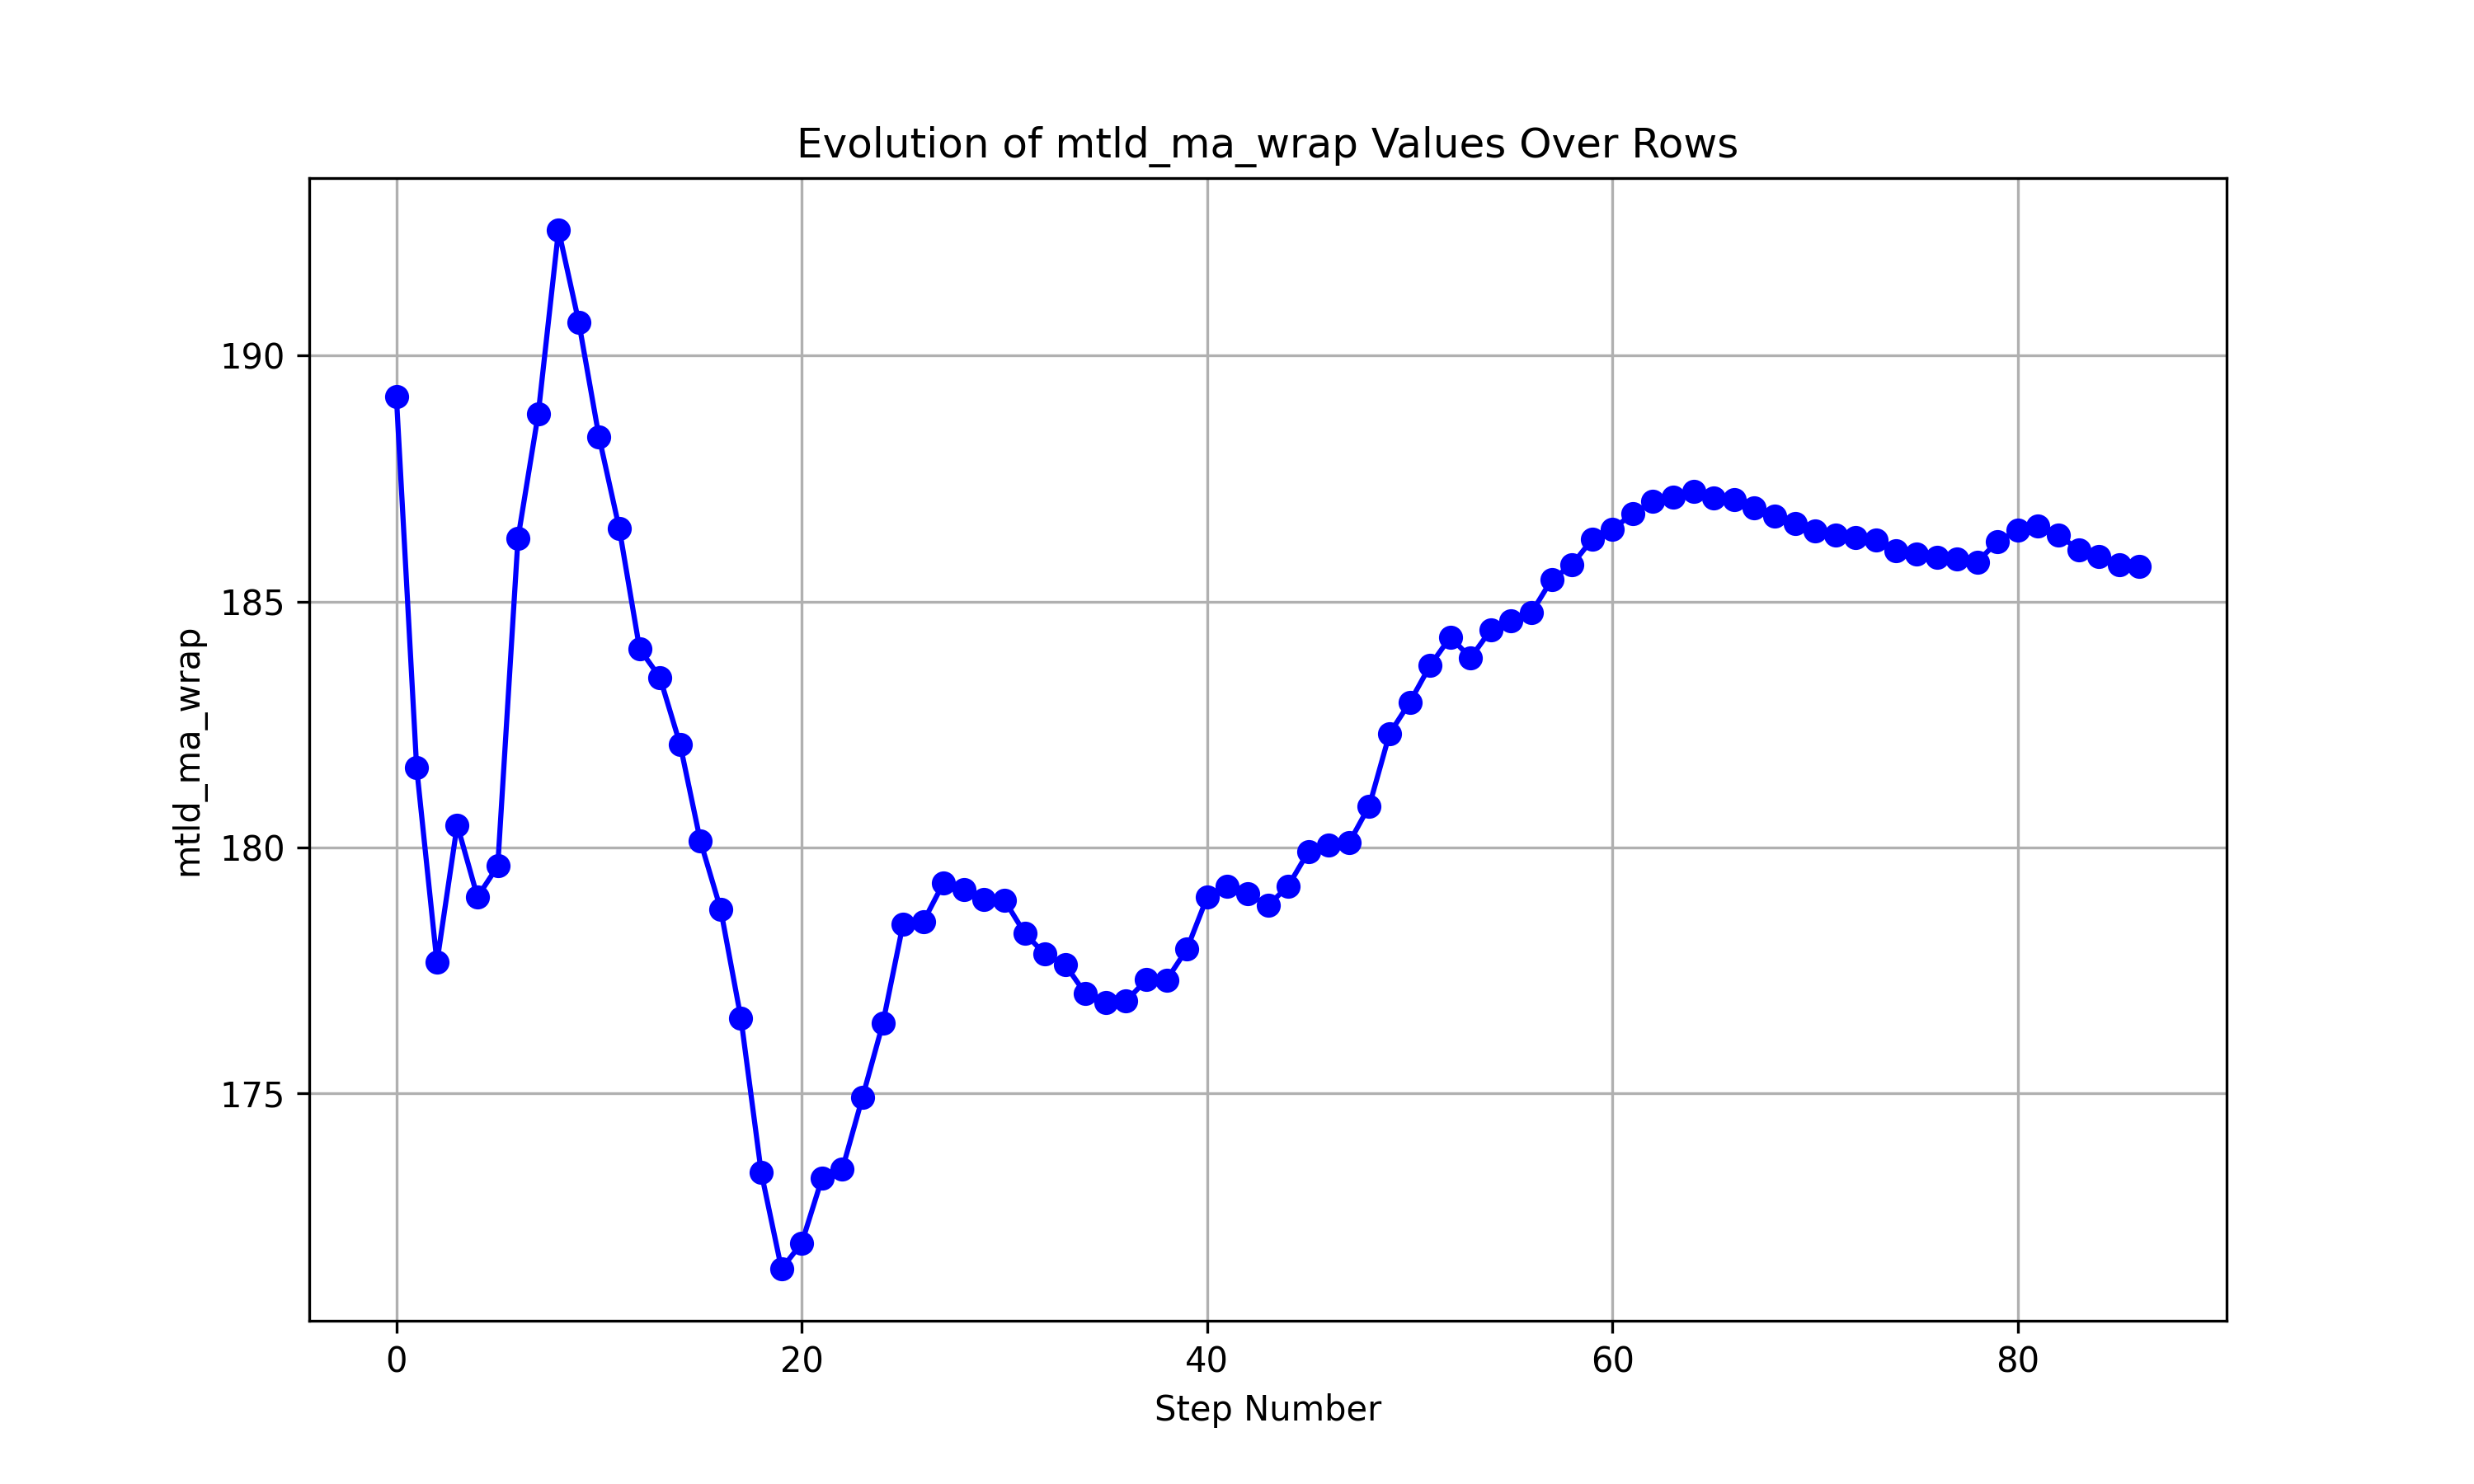 Evolution of mtld_ma_wrap Values Over Rows
mtld_ma_wrap
190
185
180
175
0 20 40 60 80
Step Number